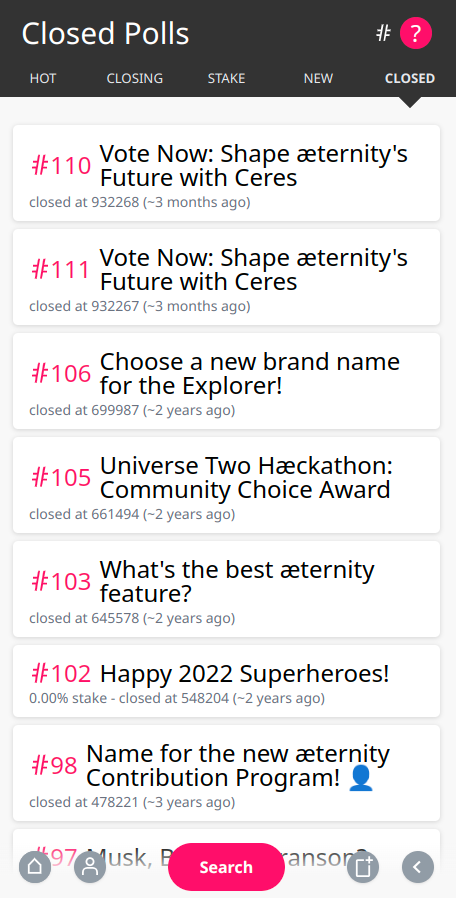 Closed Polls
# ?
HOT CLOSING STAKE NEW CLOSED
#110 Vote Now: Shape æternity's
Future with Ceres
closed at 932268 (~3 months ago)
#111 Vote Now: Shape æternity's
Future with Ceres
closed at 932267 (~3 months ago)
#106 Choose a new brand name
for the Explorer!
closed at 699987 (~2 years ago)
#105 Universe Two Hæckathon:
Community Choice Award
closed at 661494 (~2 years ago)
#103 What's the best æternity
feature?
closed at 645578 (~2 years ago)
#102 Happy 2022 Superheroes!
0.00% stake - closed at 548204 (~2 years ago)
#98 Name for the new æternity
Contribution Program! 👤
closed at 478221 (~3 years ago)
#97 Musk,
Search